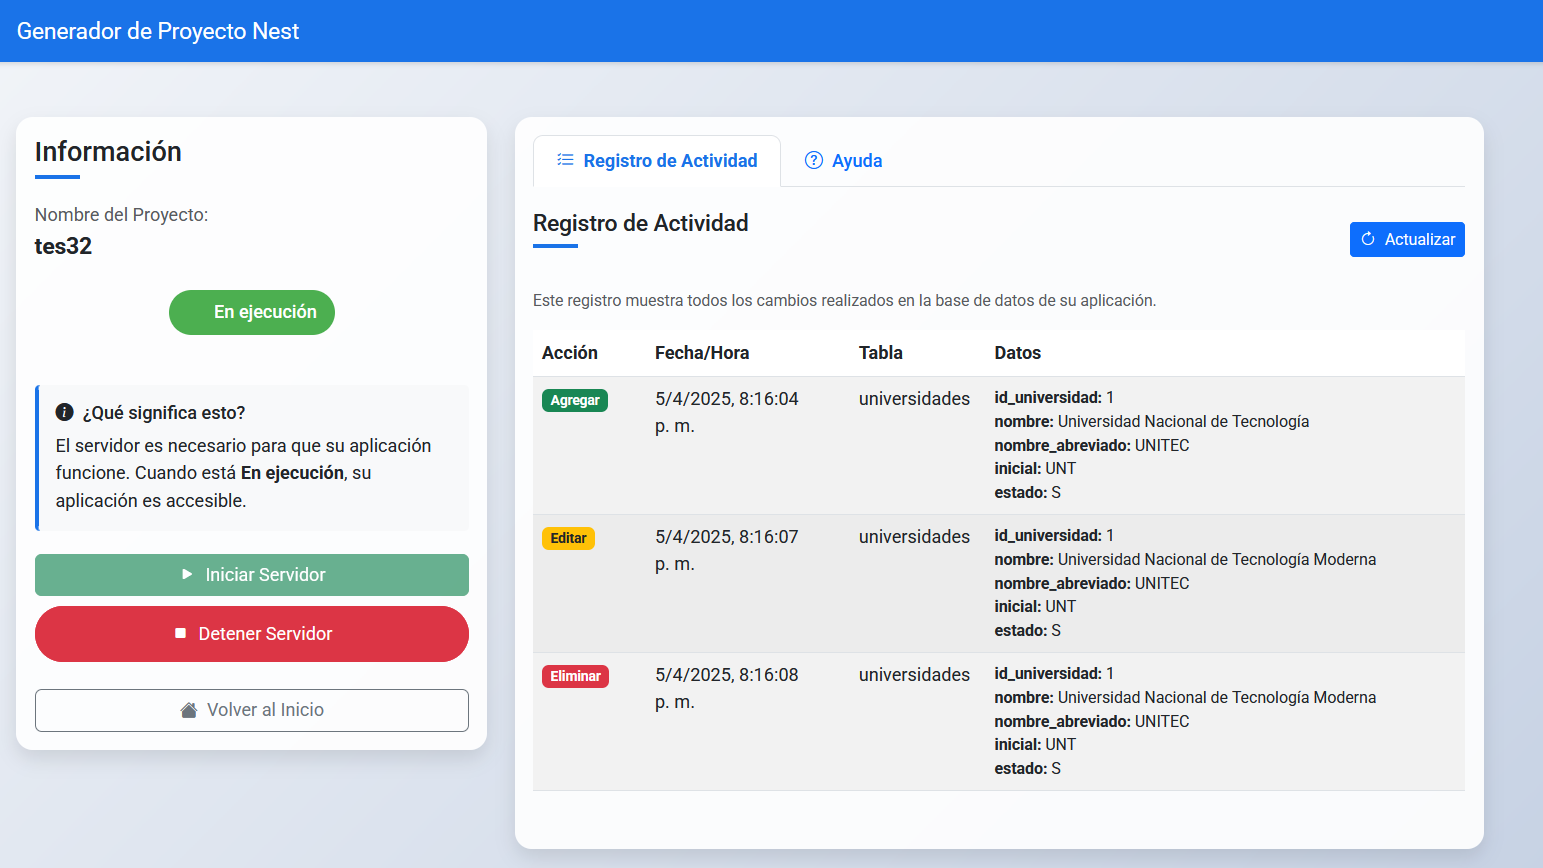 Generador de Proyecto Nest
Información
Nombre del Proyecto:
tes32
En ejecución
¿Qué significa esto?
El servidor es necesario para que su aplicación
funcione. Cuando está En ejecución, su
aplicación es accesible.
Iniciar Servidor
Detener Servidor
Volver al Inicio
Registro de Actividad
Ayuda
Registro de Actividad
Actualizar
Este registro muestra todos los cambios realizados en la base de datos de su aplicación.
Acción Fecha/Hora Tabla Datos
Agregar 5/4/2025, 8:16:04 universidades id_universidad: 1
p. m. nombre: Universidad Nacional de Tecnología
nombre_abreviado: UNITEC
inicial: UNT
estado: S
Editar 5/4/2025, 8:16:07 universidades id_universidad: 1
p. m. nombre: Universidad Nacional de Tecnología Moderna
nombre_abreviado: UNITEC
inicial: UNT
estado: S
Eliminar 5/4/2025, 8:16:08 universidades id_universidad: 1
p. m. nombre: Universidad Nacional de Tecnología Moderna
nombre_abreviado: UNITEC
inicial: UNT
estado: S